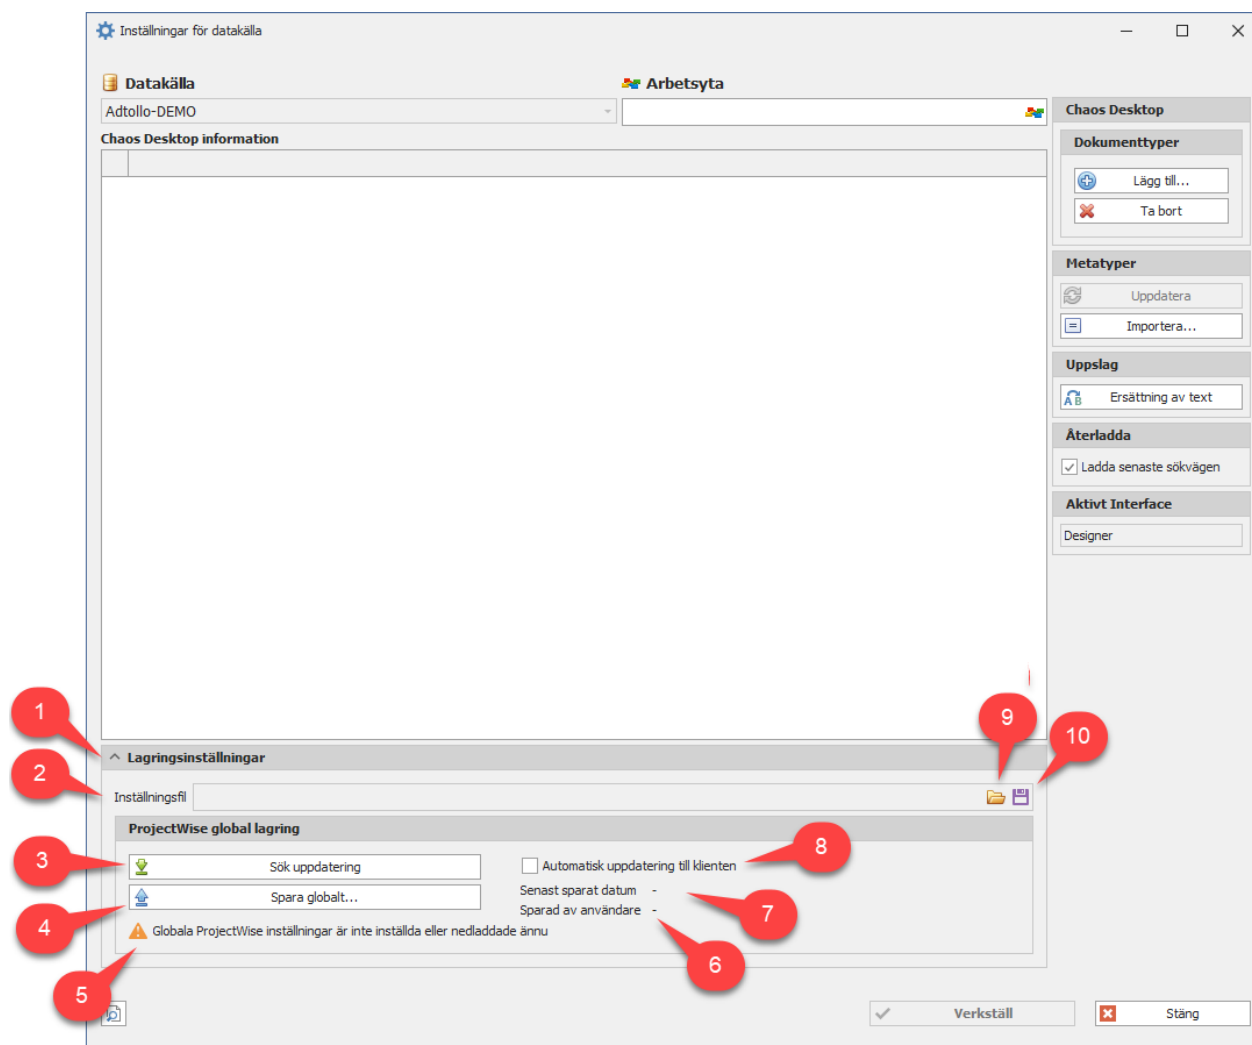 Inställningar för datakälla
Datakälla
Arbetsyta
Adtollo-DEMO
Chaos Desktop information
Chaos Desktop
Dokumenttyper
Lägg till...
Ta bort
Metatyper
Uppdatera
Importera...
Uppslag
Ersättning av text
Återladda
Ladda senaste sökvägen
Aktivt Interface
Designer
1
9
10
Lagringsinställningar
2
Inställningsfil
ProjectWise global lagring
3
Sök uppdatering
Automatisk uppdatering till klienten
8
4
Spara globalt...
Senast sparat datum -
7
Sparad av användare -
6
Globala ProjectWise inställningar är inte inställda eller nedladdade ännu
5
Verkställ
Stäng